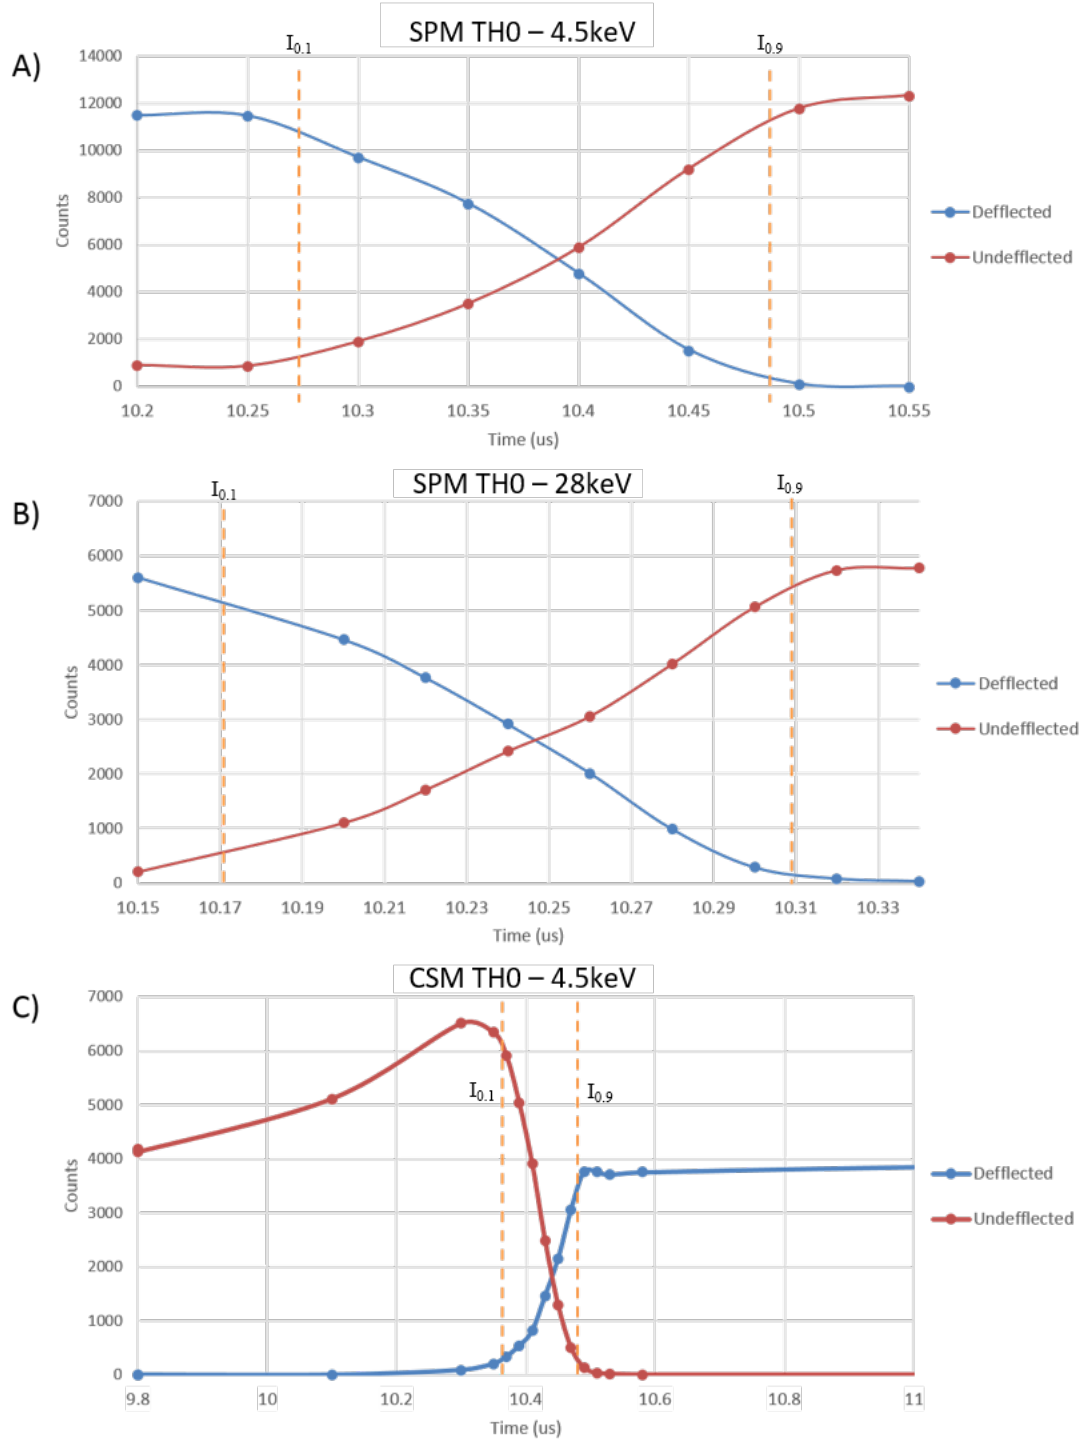 SPM TH0 – 4.5keV
A)
I0.1
I0.9
14000
12000
10000
8000
6000
4000
2000
0
Counts
10.2 10.25 10.3 10.35 10.4 10.45 10.5 10.55
Time (us)
Defflected
Undefflected
SPM TH0 – 28keV
B)
I0.1
I0.9
7000
6000
5000
4000
3000
2000
1000
0
Counts
10.15 10.17 10.19 10.21 10.23 10.25 10.27 10.29 10.31 10.33
Time (us)
Defflected
Undefflected
CSM TH0 – 4.5keV
C)
7000
6000
5000
4000
3000
2000
1000
0
Counts
I0.1
I0.9
9.8 10 10.2 10.4 10.6 10.8 11
Time (us)
Defflected
Undefflected